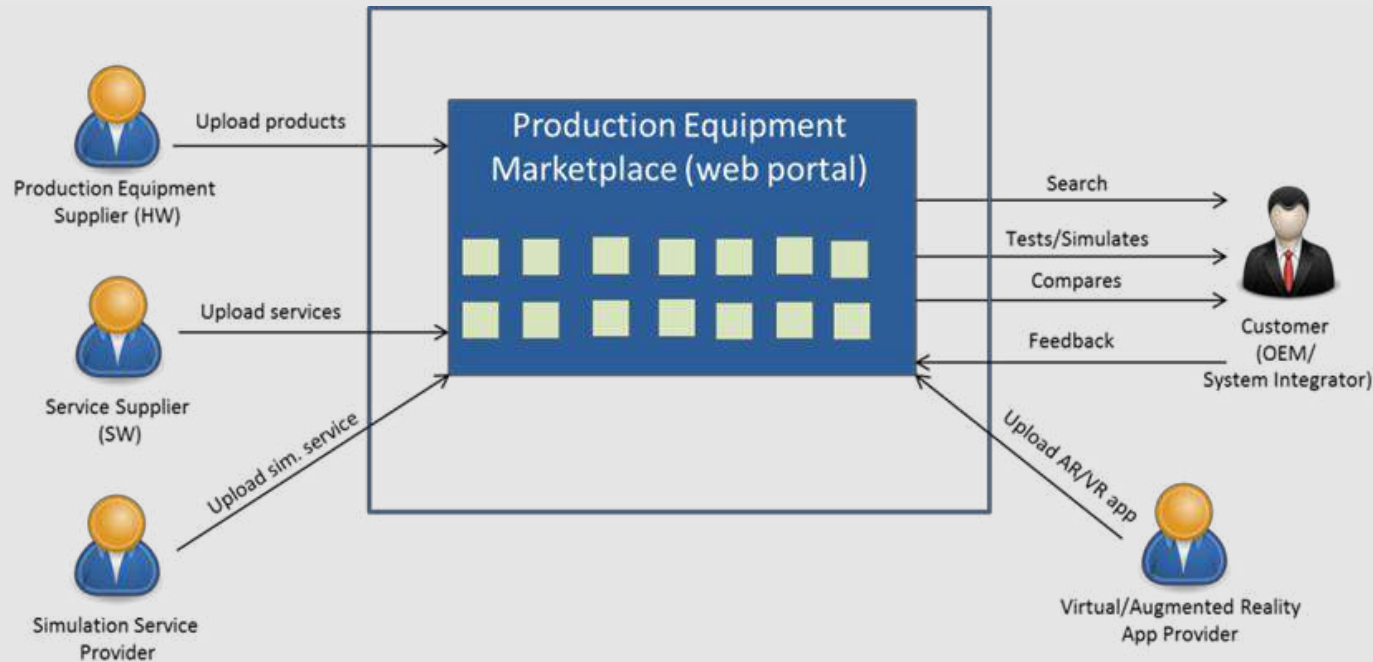 Production Equipment
Marketplace (web portal)
Upload products
Production Equipment
Supplier (HW)
Upload services
Service Supplier
(SW)
Upload sim. service
Simulation Service
Provider
Search
Tests/Simulates
Compares
Feedback
Customer
(OEM/
System Integrator)
Upload AR/VR app
Virtual/Augmented Reality
App Provider